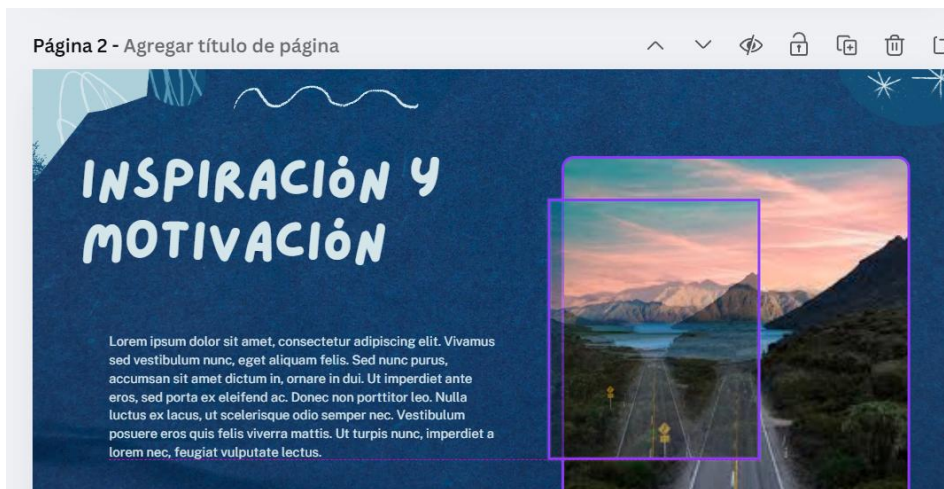 Página 2 - Agregar título de página
INSPIRACIÓN Y
MOTIVACIÓN
Lorem ipsum dolor sit amet, consectetur adipiscing elit. Vivamus
sed vestibulum nunc, eget aliquam felis. Sed nunc purus,
accumsan sit amet dictum in, ornare in dui. Ut imperdiet ante
eros, sed porta ex eleifend ac. Donec non porttitor leo. Nulla
luctus ex lacus, ut scelerisque odio semper nec. Vestibulum
posuere eros quis felis viverra mattis. Ut turpis nunc, imperdiet a
lorem nec, feugiat vulputate lectus.